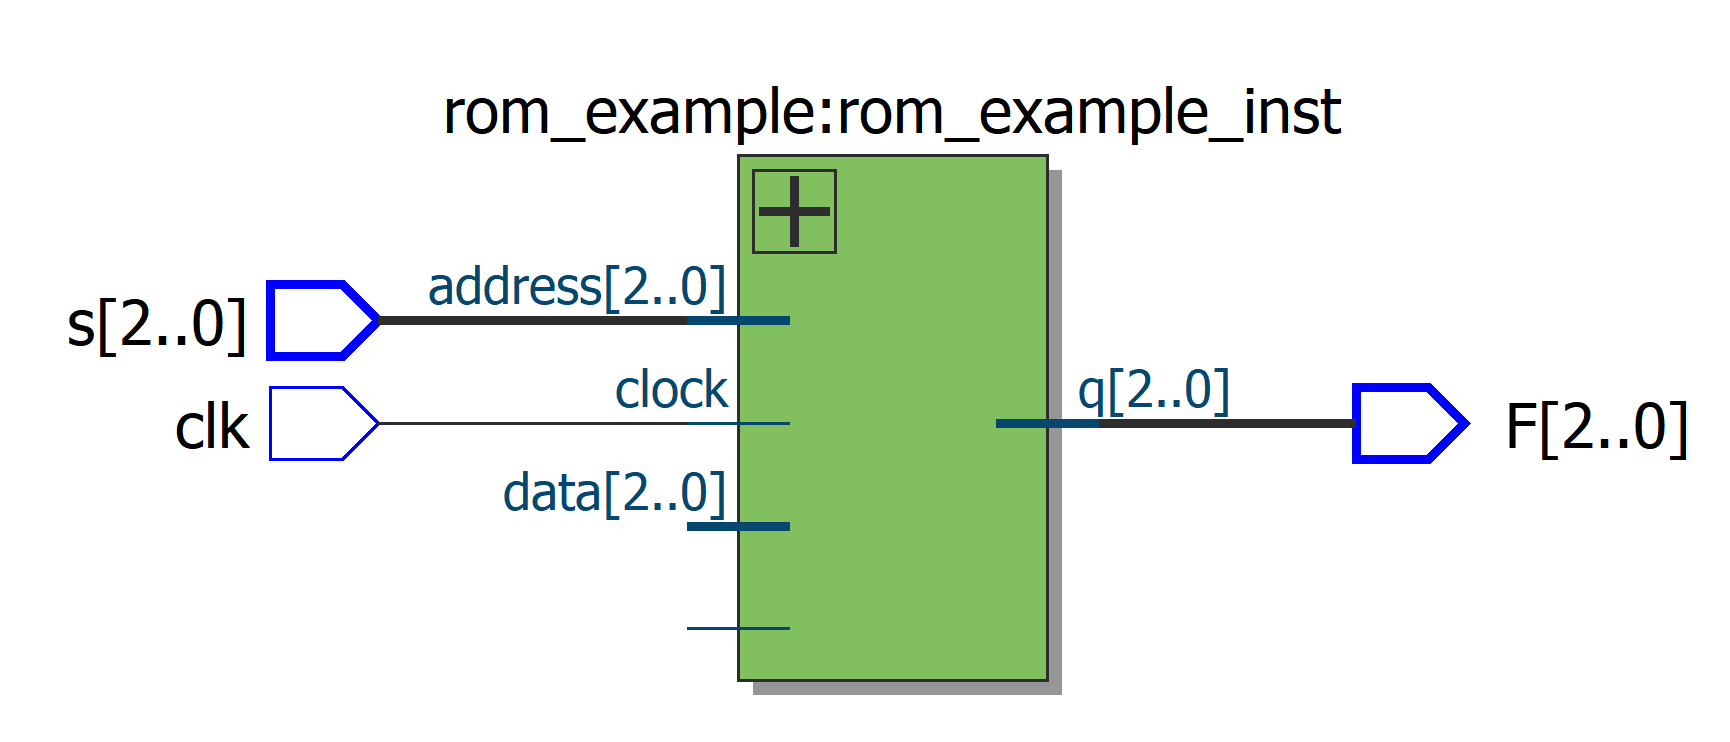 rom_example:rom_example_inst
address[2..0]
s[2..0]
clock
q[2..0]
clk
F[2..0]
data[2..0]